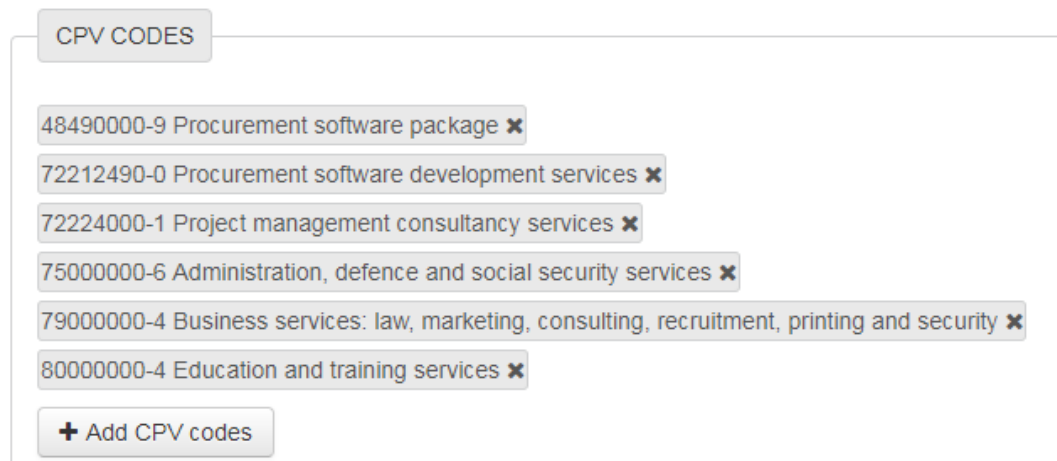 CPV CODES
48490000-9 Procurement software package ✖
72212490-0 Procurement software development services ✖
72224000-1 Project management consultancy services ✖
75000000-6 Administration, defence and social security services ✖
79000000-4 Business services: law, marketing, consulting, recruitment, printing and security ✖
80000000-4 Education and training services ✖
+ Add CPV codes